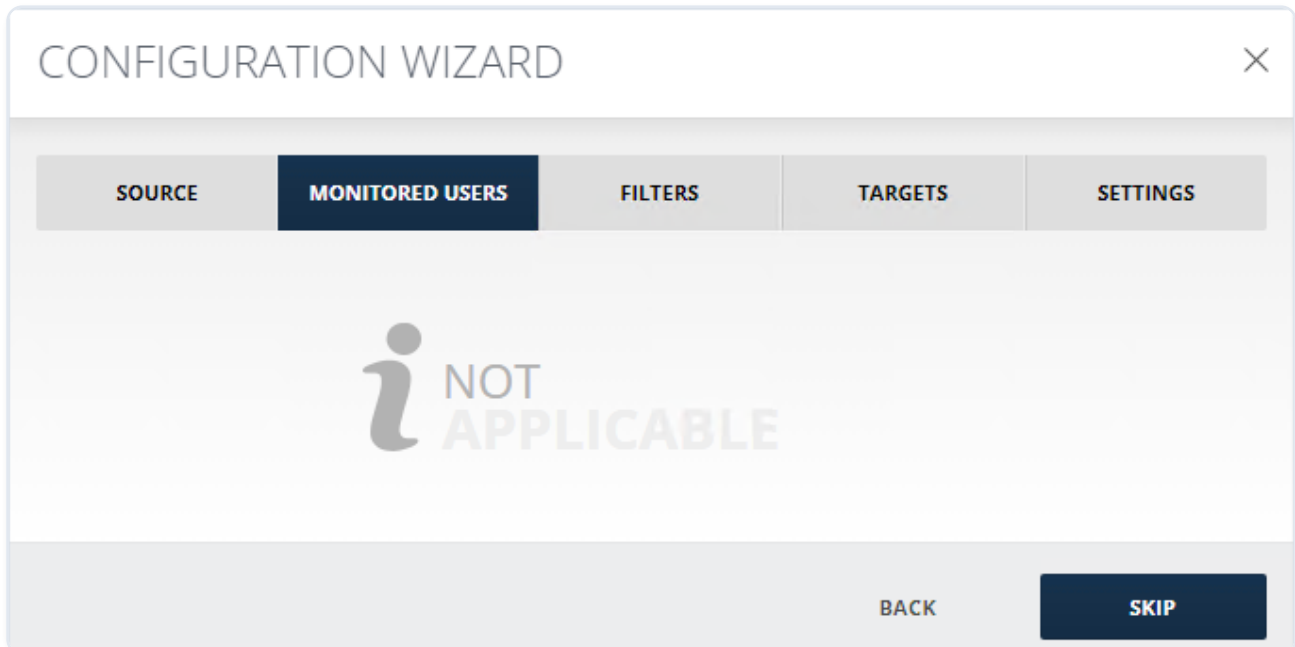 CONFIGURATION WIZARD
SOURCE MONITORED USERS FILTERS TARGETS SETTINGS
NOT
APPLICABLE
BACK SKIP